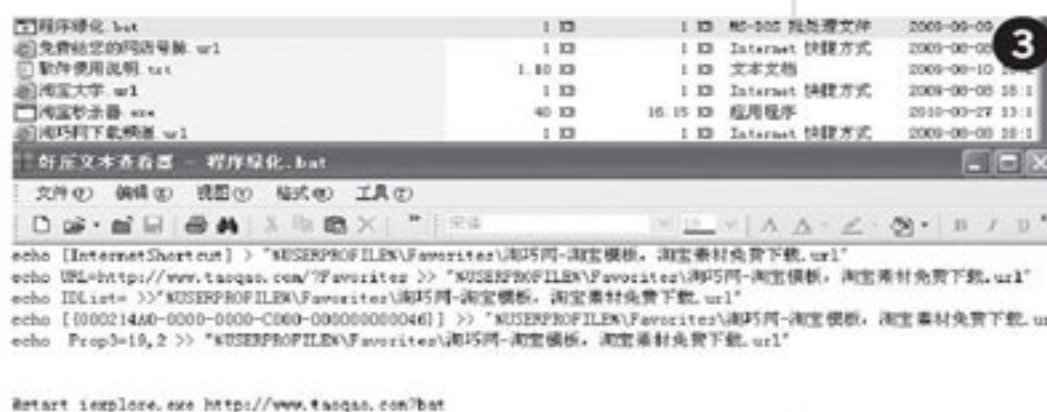 程序绿化.bat 1 KB 1 KB MS-DOS 批处理文件 2009-09-09
3
免费给您的网店号脉.url 1 KB 1 KB Internet 快捷方式 2009-08-08
软件使用说明.txt 1.80 KB 1 KB 文本文档 2009-08-10
淘宝大学.url 1 KB 1 KB Internet 快捷方式 2009-08-08 18:1
淘宝秒杀器.exe 40 KB 16.15 KB 应用程序 2010-03-27 13:1
淘巧网下载频道.url 1 KB 1 KB Internet 快捷方式 2009-08-08 18:1
好压文本查看器 - 程序绿化.bat
文件(F) 编辑(E) 视图(V) 格式(O) 工具(T)
宋体 10 B I U
echo [InternetShortcut] > "%USERPROFILE%\Favorites\淘巧网-淘宝模板，淘宝素材免费下载.url"
echo URL=http://www.taoqao.com/?Favorites >> "%USERPROFILE%\Favorites\淘巧网-淘宝模板，淘宝素材免费下载.url"
echo IDList= >>"%USERPROFILE%\Favorites\淘巧网-淘宝模板，淘宝素材免费下载.url"
echo [{000214A0-0000-0000-C000-000000000046}] >> "%USERPROFILE%\Favorites\淘巧网-淘宝模板，淘宝素材免费下载.ur
echo Prop3=19,2 >> "%USERPROFILE%\Favorites\淘巧网-淘宝模板，淘宝素材免费下载.url"
@start iexplore.exe http://www.taoqao.com?bat